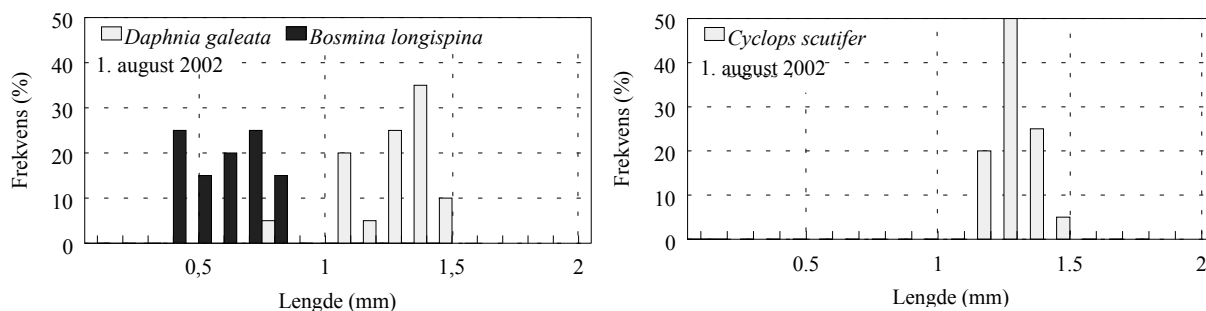 50
40
30
20
10
0
Frekvens (%)
Daphnia galeata Bosmina longispina
1. august 2002
0,5 1 1,5 2
Lengde (mm)
50
40
30
20
10
0
Frekvens (%)
Cyclops scutifer
1. august 2002
0.5 1 1.5 2
Lengde (mm)